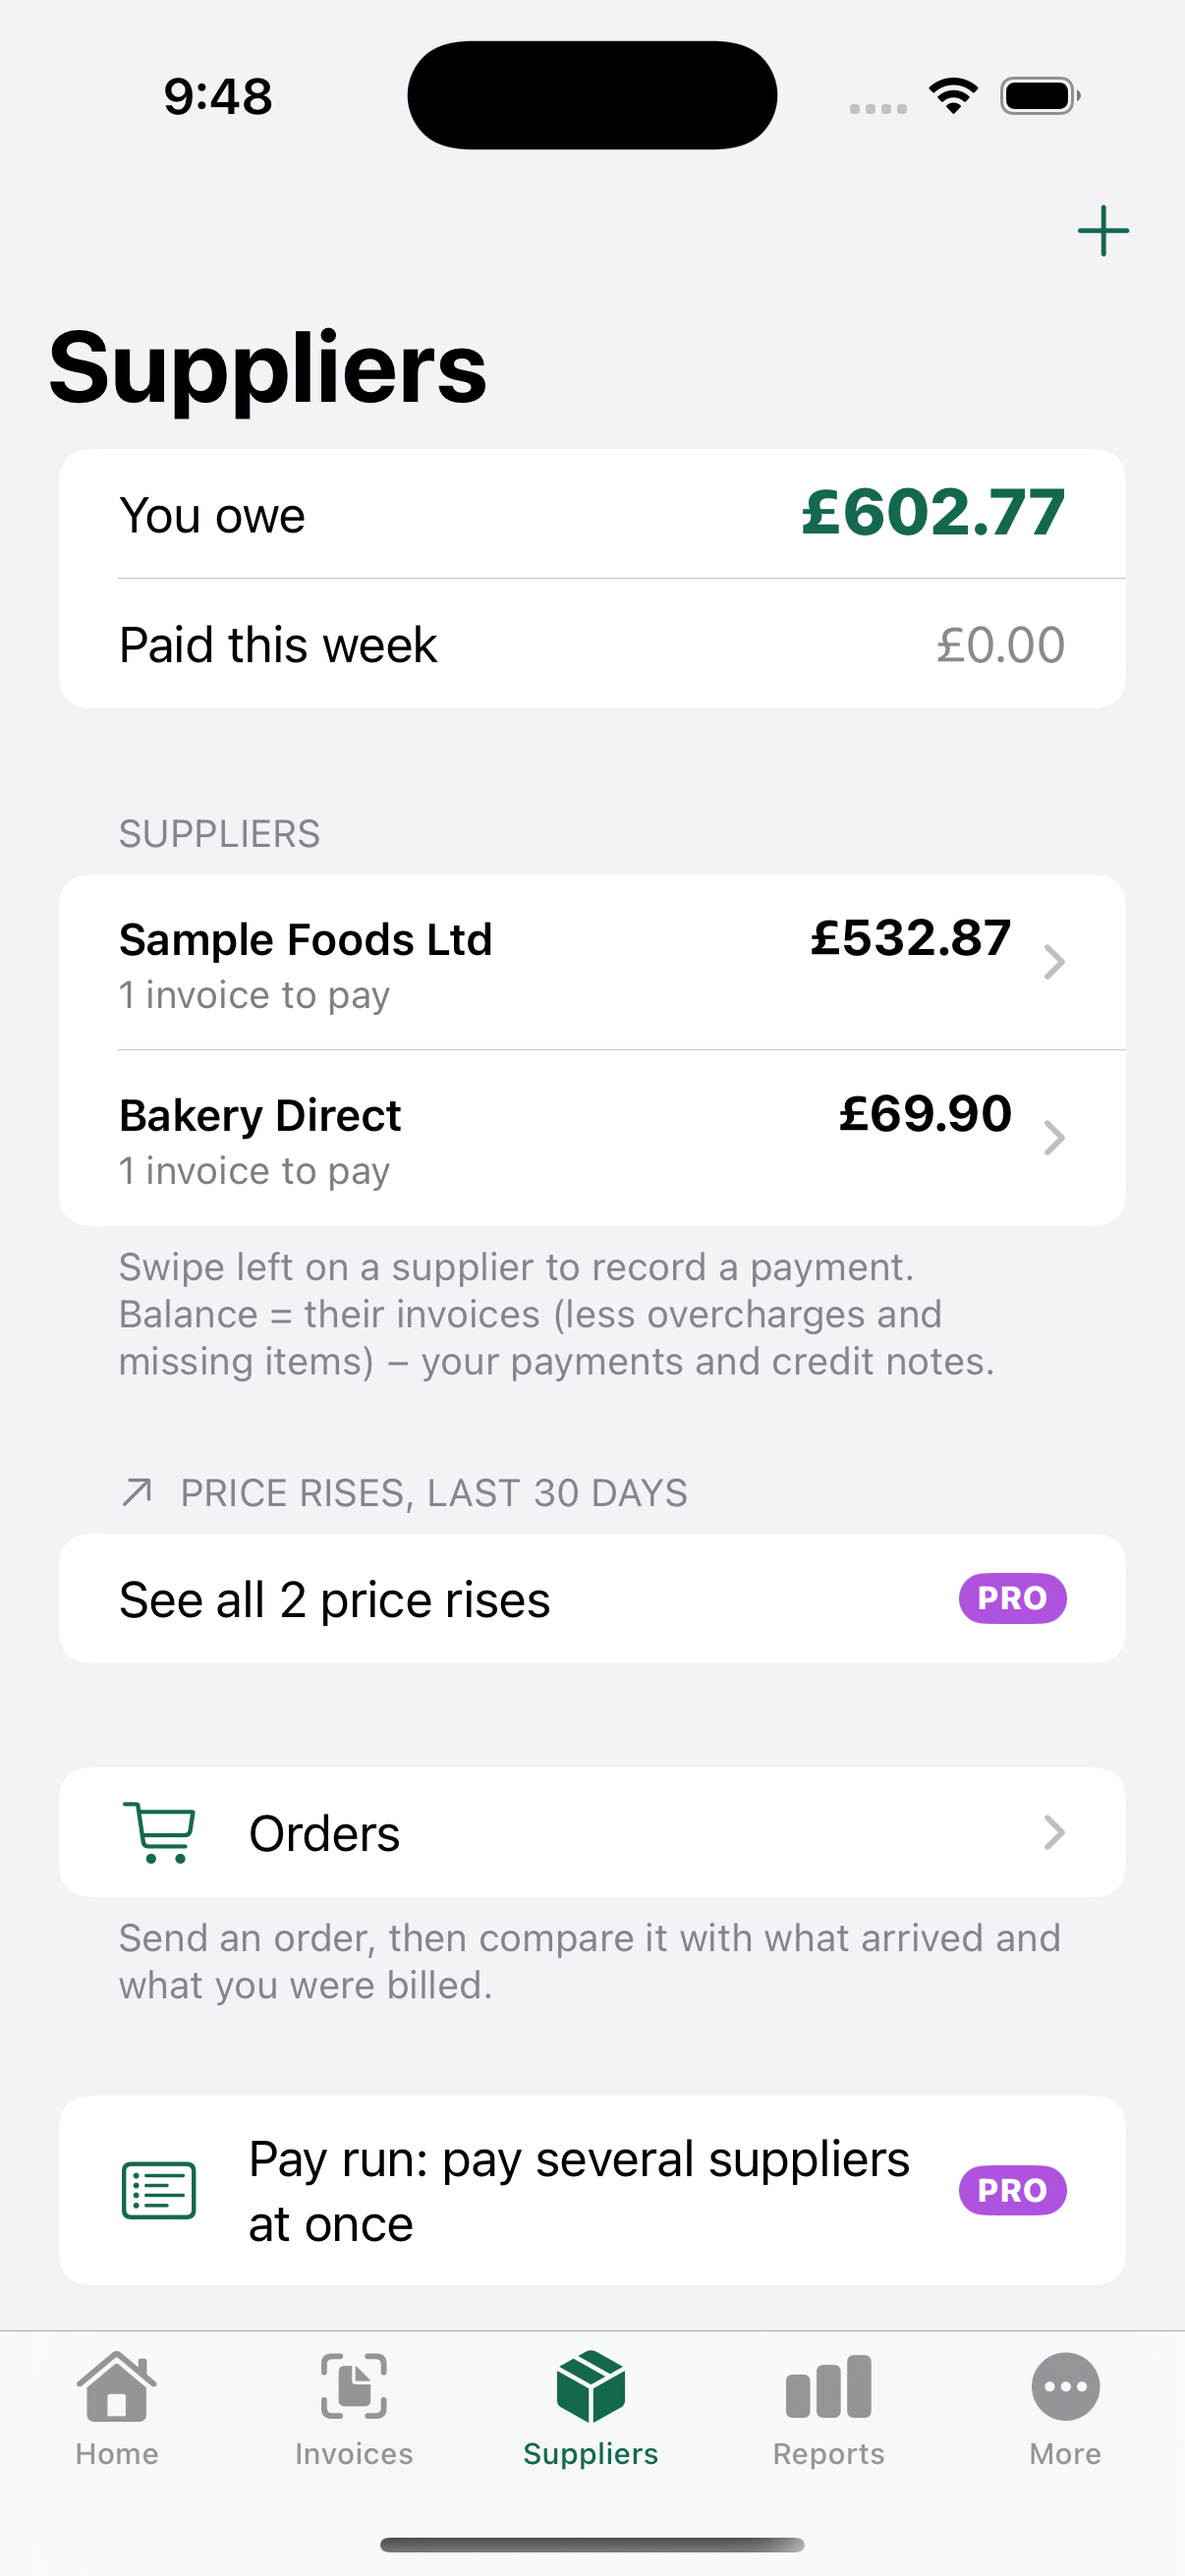 9:48
Suppliers
You owe £602.77
Paid this week £0.00
SUPPLIERS
Sample Foods Ltd £532.87
1 invoice to pay
Bakery Direct £69.90
1 invoice to pay
Swipe left on a supplier to record a payment.
Balance = their invoices (less overcharges and
missing items) – your payments and credit notes.
PRICE RISES, LAST 30 DAYS
See all 2 price rises PRO
Orders
Send an order, then compare it with what arrived and
what you were billed.
Pay run: pay several suppliers
at once PRO
Home Invoices Suppliers Reports More